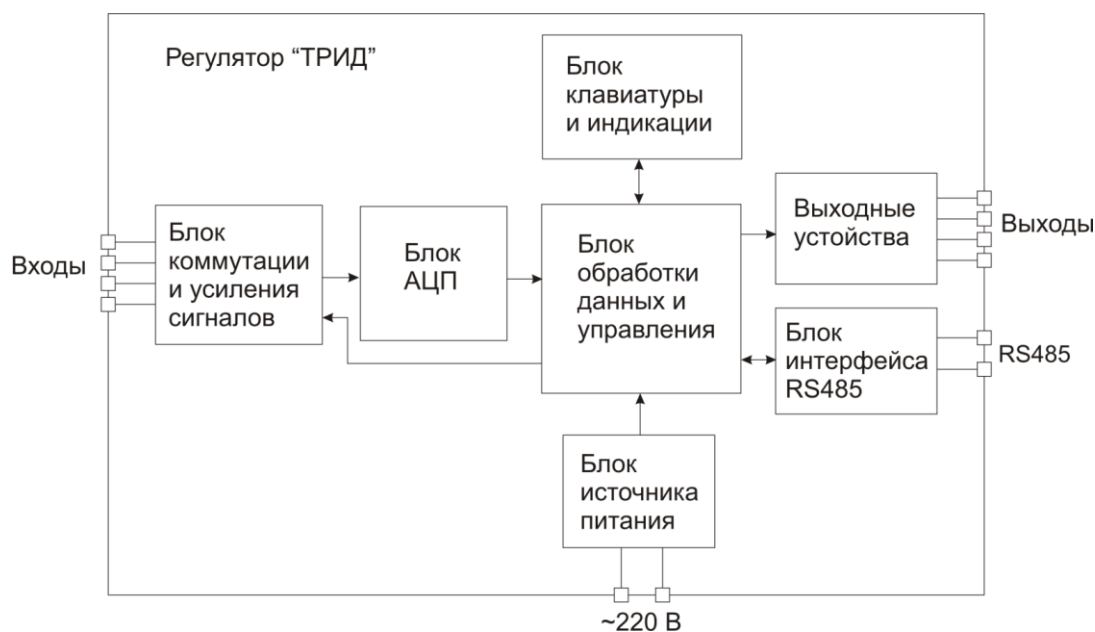 Регулятор “ТРИД”
Блок
клавиатуры
и индикации
Входы
Блок
коммутации
и усиления
сигналов
Блок
АЦП
Блок
обработки
данных и
управления
Выходные
устойства
Выходы
Блок
интерфейса
RS485
RS485
Блок
источника
питания
~220 В